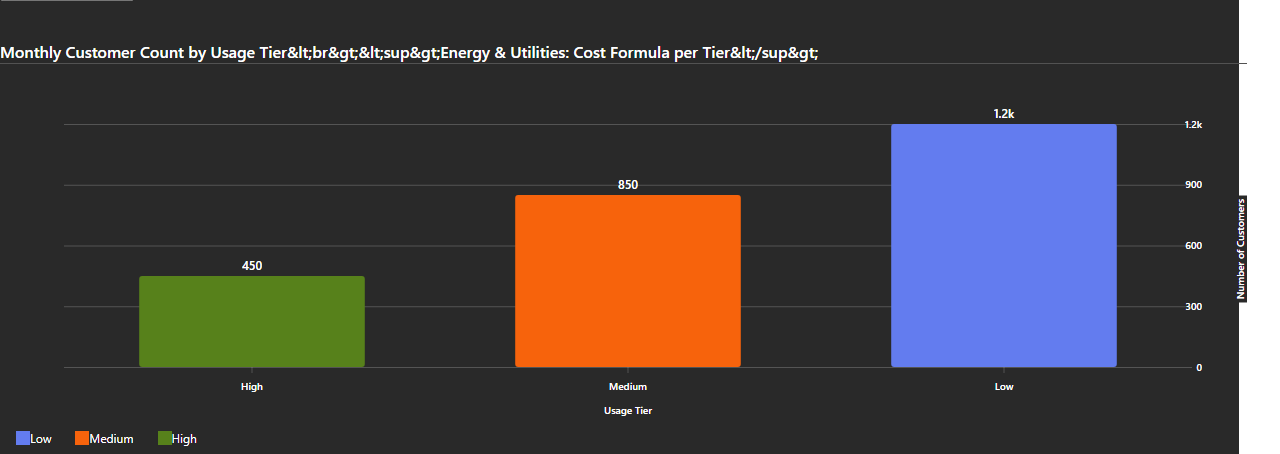 Monthly Customer Count by Usage Tier&lt;br&gt;&lt;sup&gt;Energy & Utilities: Cost Formula per Tier&lt;/sup&gt;
1.2k
850
450
1.2k
900
600
300
0
Number of Customers
High
Medium
Low
Usage Tier
Low
Medium
High